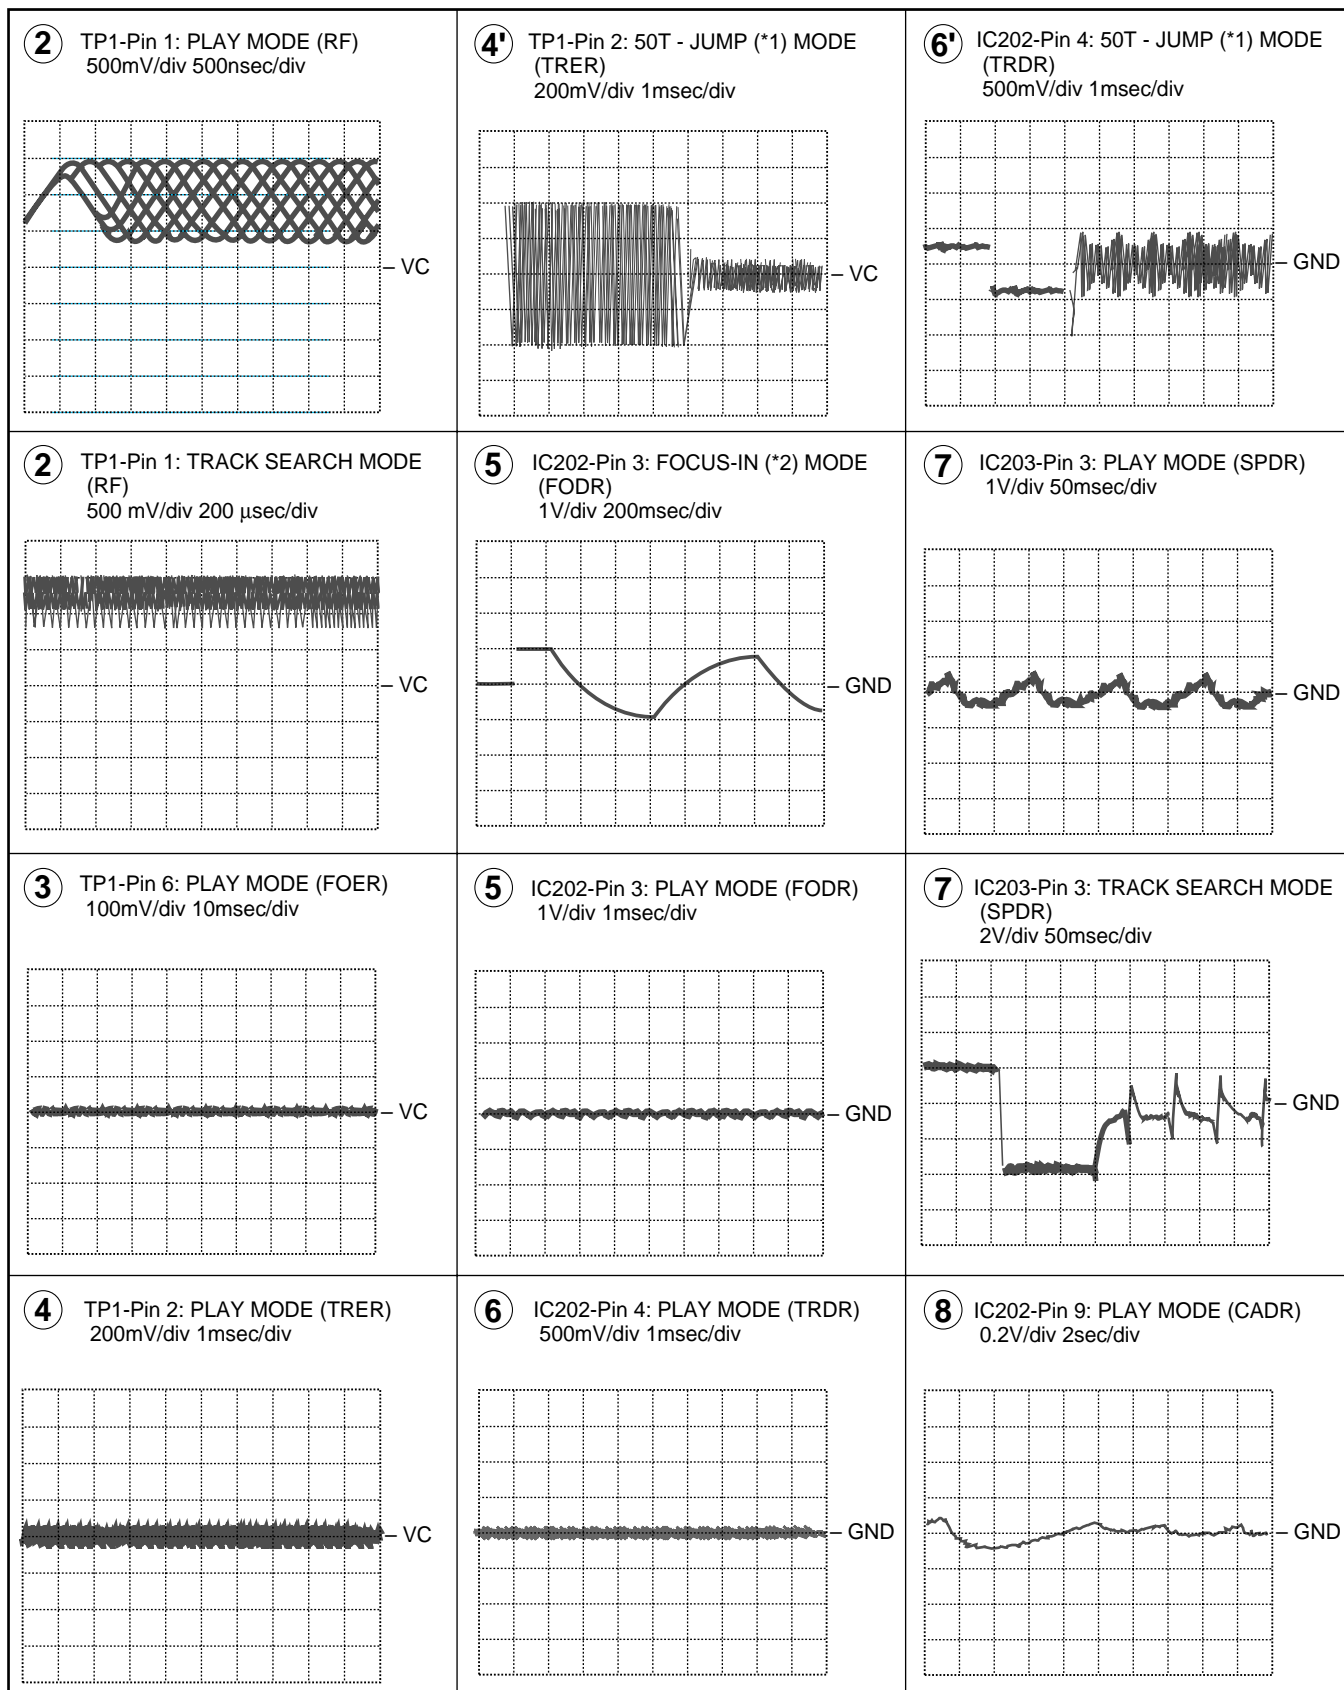 2 TP1-Pin 1: PLAY MODE (RF)
500mV/div 500nsec/div
VC
4' TP1-Pin 2: 50T - JUMP (*1) MODE
(TRER)
200mV/div 1msec/div
VC
6' IC202-Pin 4: 50T - JUMP (*1) MODE
(TRDR)
500mV/div 1msec/div
GND
2 TP1-Pin 1: TRACK SEARCH MODE
(RF)
500 mV/div 200 µsec/div
VC
5 IC202-Pin 3: FOCUS-IN (*2) MODE
(FODR)
1V/div 200msec/div
GND
7 IC203-Pin 3: PLAY MODE (SPDR)
1V/div 50msec/div
GND
3 TP1-Pin 6: PLAY MODE (FOER)
100mV/div 10msec/div
VC
5 IC202-Pin 3: PLAY MODE (FODR)
1V/div 1msec/div
GND
7 IC203-Pin 3: TRACK SEARCH MODE
(SPDR)
2V/div 50msec/div
GND
4 TP1-Pin 2: PLAY MODE (TRER)
200mV/div 1msec/div
VC
6 IC202-Pin 4: PLAY MODE (TRDR)
500mV/div 1msec/div
GND
8 IC202-Pin 9: PLAY MODE (CADR)
0.2V/div 2sec/div
GND